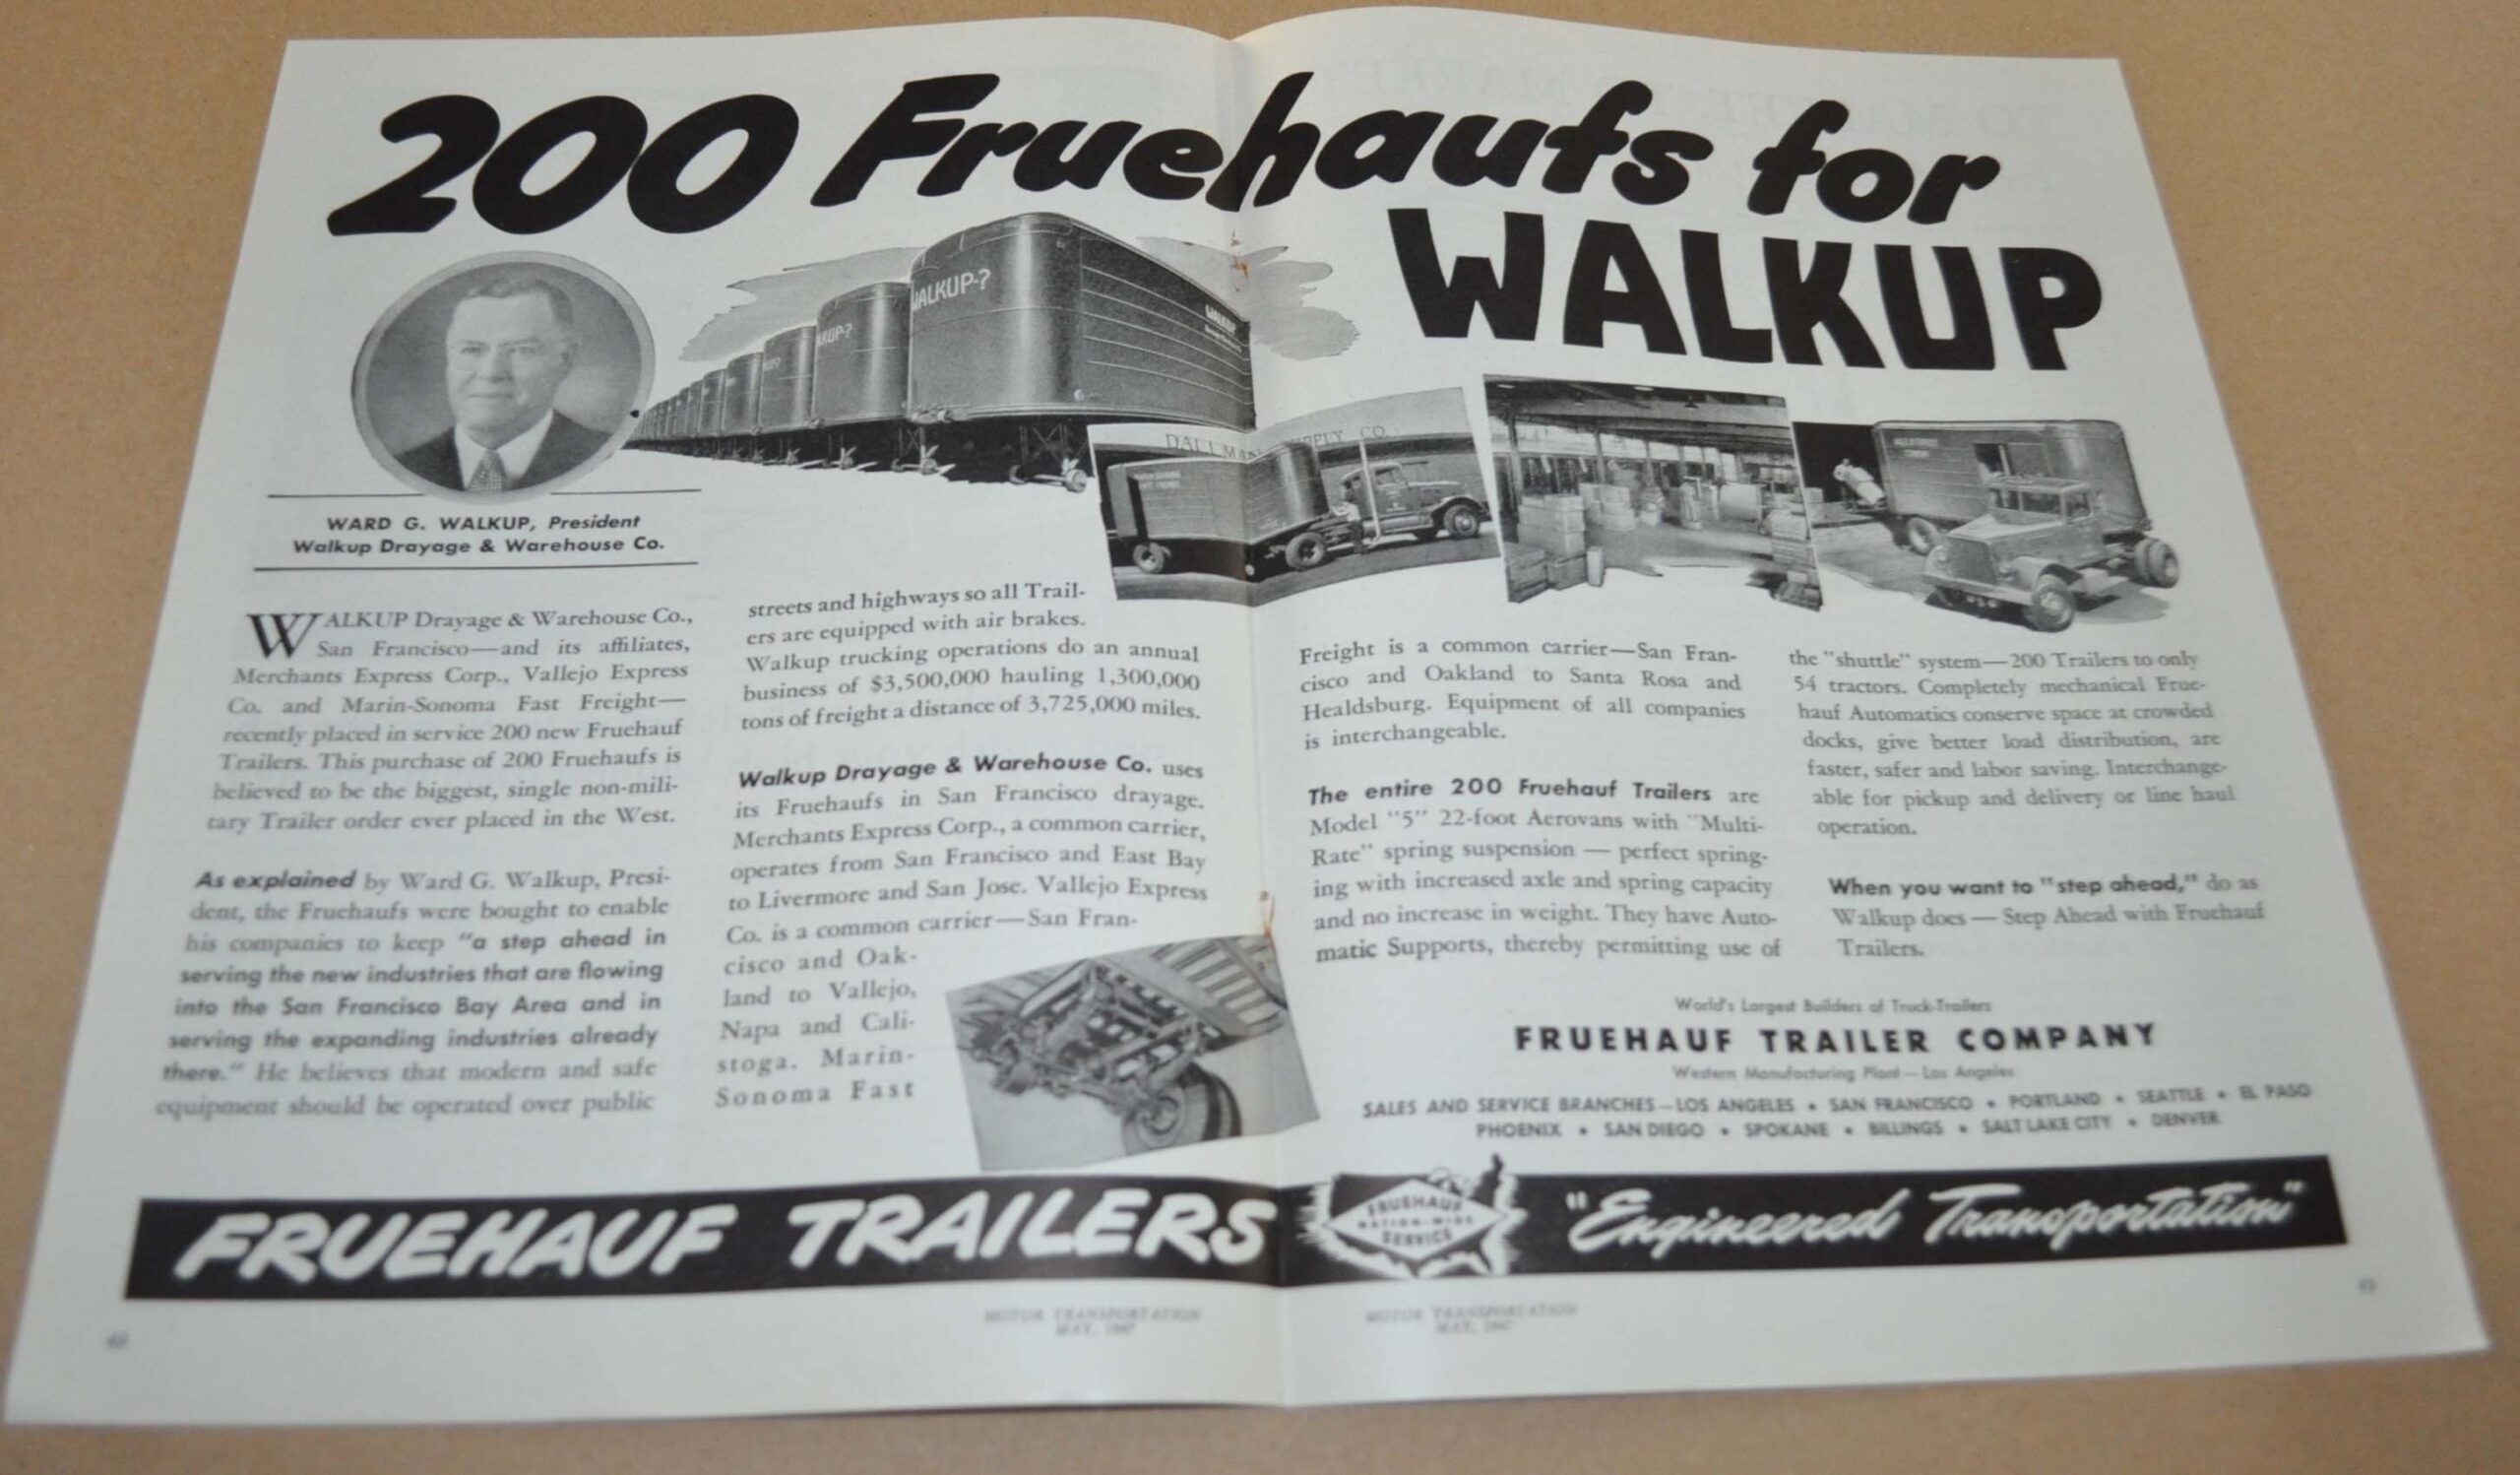 200 Fruehaufs for
WALKUP
WALKUP-?
WALKUP
WARD G. WALKUP, President
Walkup Drayage & Warehouse Co.
WALKUP Drayage & Warehouse Co.,
San Francisco—and its affiliates,
Merchants Express Corp., Vallejo Express
Co. and Marin-Sonoma Fast Freight—
recently placed in service 200 new Fruehauf
Trailers. This purchase of 200 Fruehaufs is
believed to be the biggest, single non-mili-
tary Trailer order ever placed in the West.
As explained by Ward G. Walkup, Presi-
dent, the Fruehaufs were bought to enable
his companies to keep "a step ahead in
serving the new industries that are flowing
into the San Francisco Bay Area and in
serving the expanding industries already
there." He believes that modern and safe
equipment should be operated over public
streets and highways so all Trail-
ers are equipped with air brakes.
Walkup trucking operations do an annual
business of $3,500,000 hauling 1,300,000
tons of freight a distance of 3,725,000 miles.
Walkup Drayage & Warehouse Co. uses
its Fruehaufs in San Francisco drayage.
Merchants Express Corp., a common carrier,
operates from San Francisco and East Bay
to Livermore and San Jose. Vallejo Express
Co. is a common carrier—San Fran-
cisco and Oak-
land to Vallejo,
Napa and Cali-
stoga. Marin-
Sonoma Fast
Freight is a common carrier—San Fran-
cisco and Oakland to Santa Rosa and
Healdsburg. Equipment of all companies
is interchangeable.
The entire 200 Fruehauf Trailers are
Model "5" 22-foot Aerovans with "Multi-
Rate" spring suspension — perfect spring-
ing with increased axle and spring capacity
and no increase in weight. They have Auto-
matic Supports, thereby permitting use of
the "shuttle" system—200 Trailers to only
54 tractors. Completely mechanical Frue-
hauf Automatics conserve space at crowded
docks, give better load distribution, are
faster, safer and labor saving. Interchange-
able for pickup and delivery or line haul
operation.
When you want to "step ahead," do as
Walkup does — Step Ahead with Fruehauf
Trailers.
World's Largest Builders of Truck-Trailers
FRUEHAUF TRAILER COMPANY
Western Manufacturing Plant — Los Angeles
SALES AND SERVICE BRANCHES—LOS ANGELES • SAN FRANCISCO • PORTLAND • SEATTLE • EL PASO
PHOENIX • SAN DIEGO • SPOKANE • BILLINGS • SALT LAKE CITY • DENVER
FRUEHAUF TRAILERS
FRUEHAUF
NATION-WIDE
SERVICE
"Engineered Transportation"
MOTOR TRANSPORTATION
MAY, 1947
MOTOR TRANSPORTATION
MAY, 1947
48
49